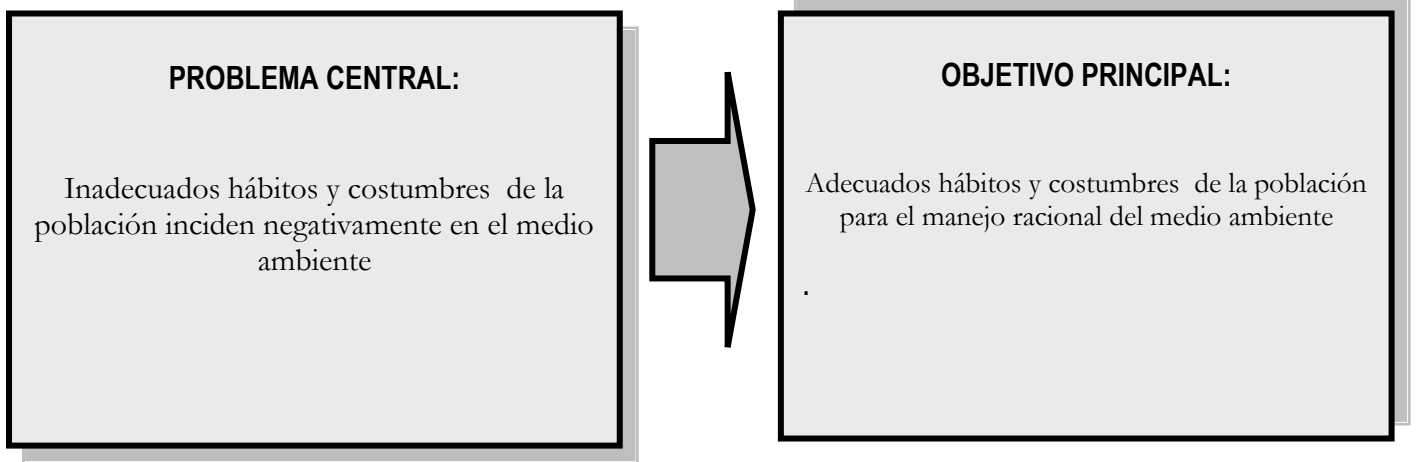 PROBLEMA CENTRAL:
Inadecuados hábitos y costumbres  de la
población inciden negativamente en el medio
ambiente
OBJETIVO PRINCIPAL:
Adecuados hábitos y costumbres  de la población
para el manejo racional del medio ambiente
.